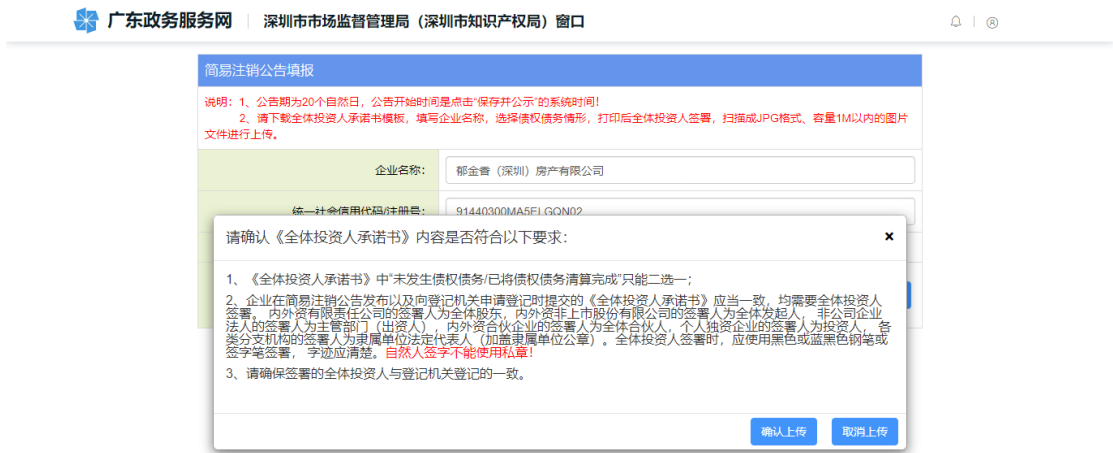 广东政务服务网 深圳市市场监督管理局（深圳市知识产权局）窗口
简易注销公告填报
说明：1、公告期为20个自然日，公告开始时间是点击“保存并公示”的系统时间！
2、请下载全体投资人承诺书模板，填写企业名称，选择债权债务情形，打印后全体投资人签署，扫描成JPG格式、容量1M以内的图片
文件进行上传。
企业名称： 郁金香（深圳）房产有限公司
统一社会信用代码/注册号： 91440300MA5ELGQN02
请确认《全体投资人承诺书》内容是否符合以下要求： ×
1、《全体投资人承诺书》中“未发生债权债务/已将债权债务清算完成”只能二选一；
2、企业在简易注销公告发布以及向登记机关申请登记时提交的《全体投资人承诺书》应当一致，均需要全体投资人
签署。 内外资有限责任公司的签署人为全体股东，内外资非上市股份有限公司的签署人为全体发起人， 非公司企业
法人的签署人为主管部门（出资人）， 内外资合伙企业的签署人为全体合伙人，个人独资企业的签署人为投资人， 各
类分支机构的签署人为隶属单位法定代表人（加盖隶属单位公章）。全体投资人签署时，应使用黑色或蓝黑色钢笔或
签字笔签署， 字迹应清楚。自然人签字不能使用私章！
3、请确保签署的全体投资人与登记机关登记的一致。
确认上传 取消上传